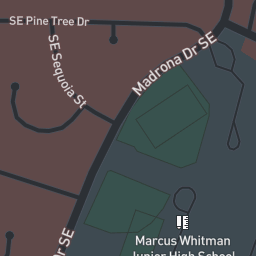 SE Pine Tree Dr
SE Sequoia St
Madrona Dr SE
Dr SE
Marcus Whitman
Junior High School